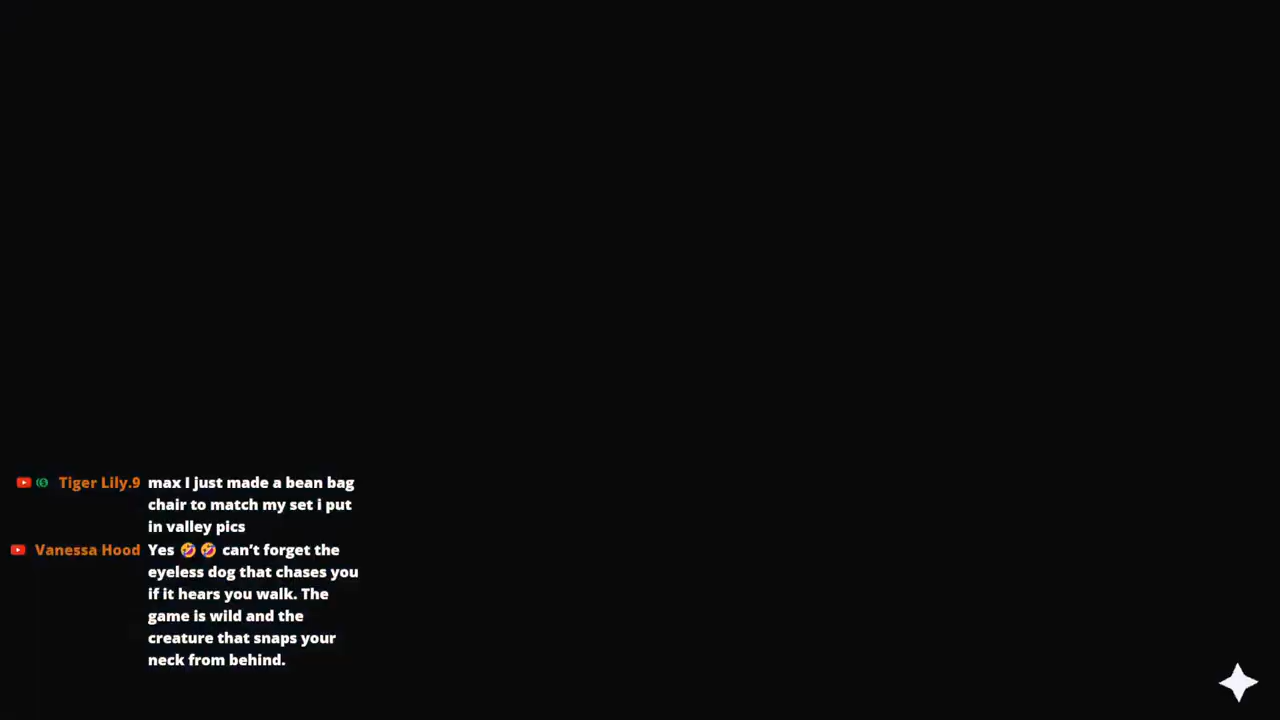 Tiger Lily.9 max I just made a bean bag
chair to match my set i put
in valley pics
Vanessa Hood Yes 🤣🤣 can’t forget the
eyeless dog that chases you
if it hears you walk. The
game is wild and the
creature that snaps your
neck from behind.